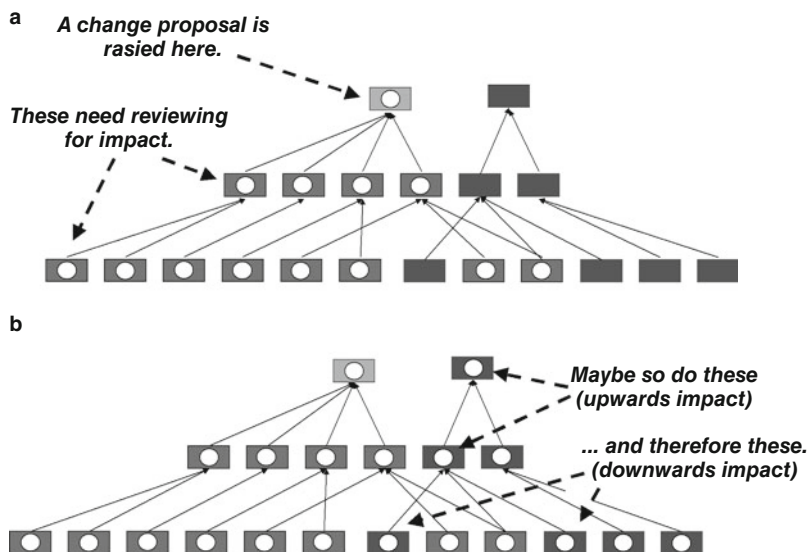 a
A change proposal is
rasied here.
These need reviewing
for impact.
b
Maybe so do these
(upwards impact)
... and therefore these.
(downwards impact)